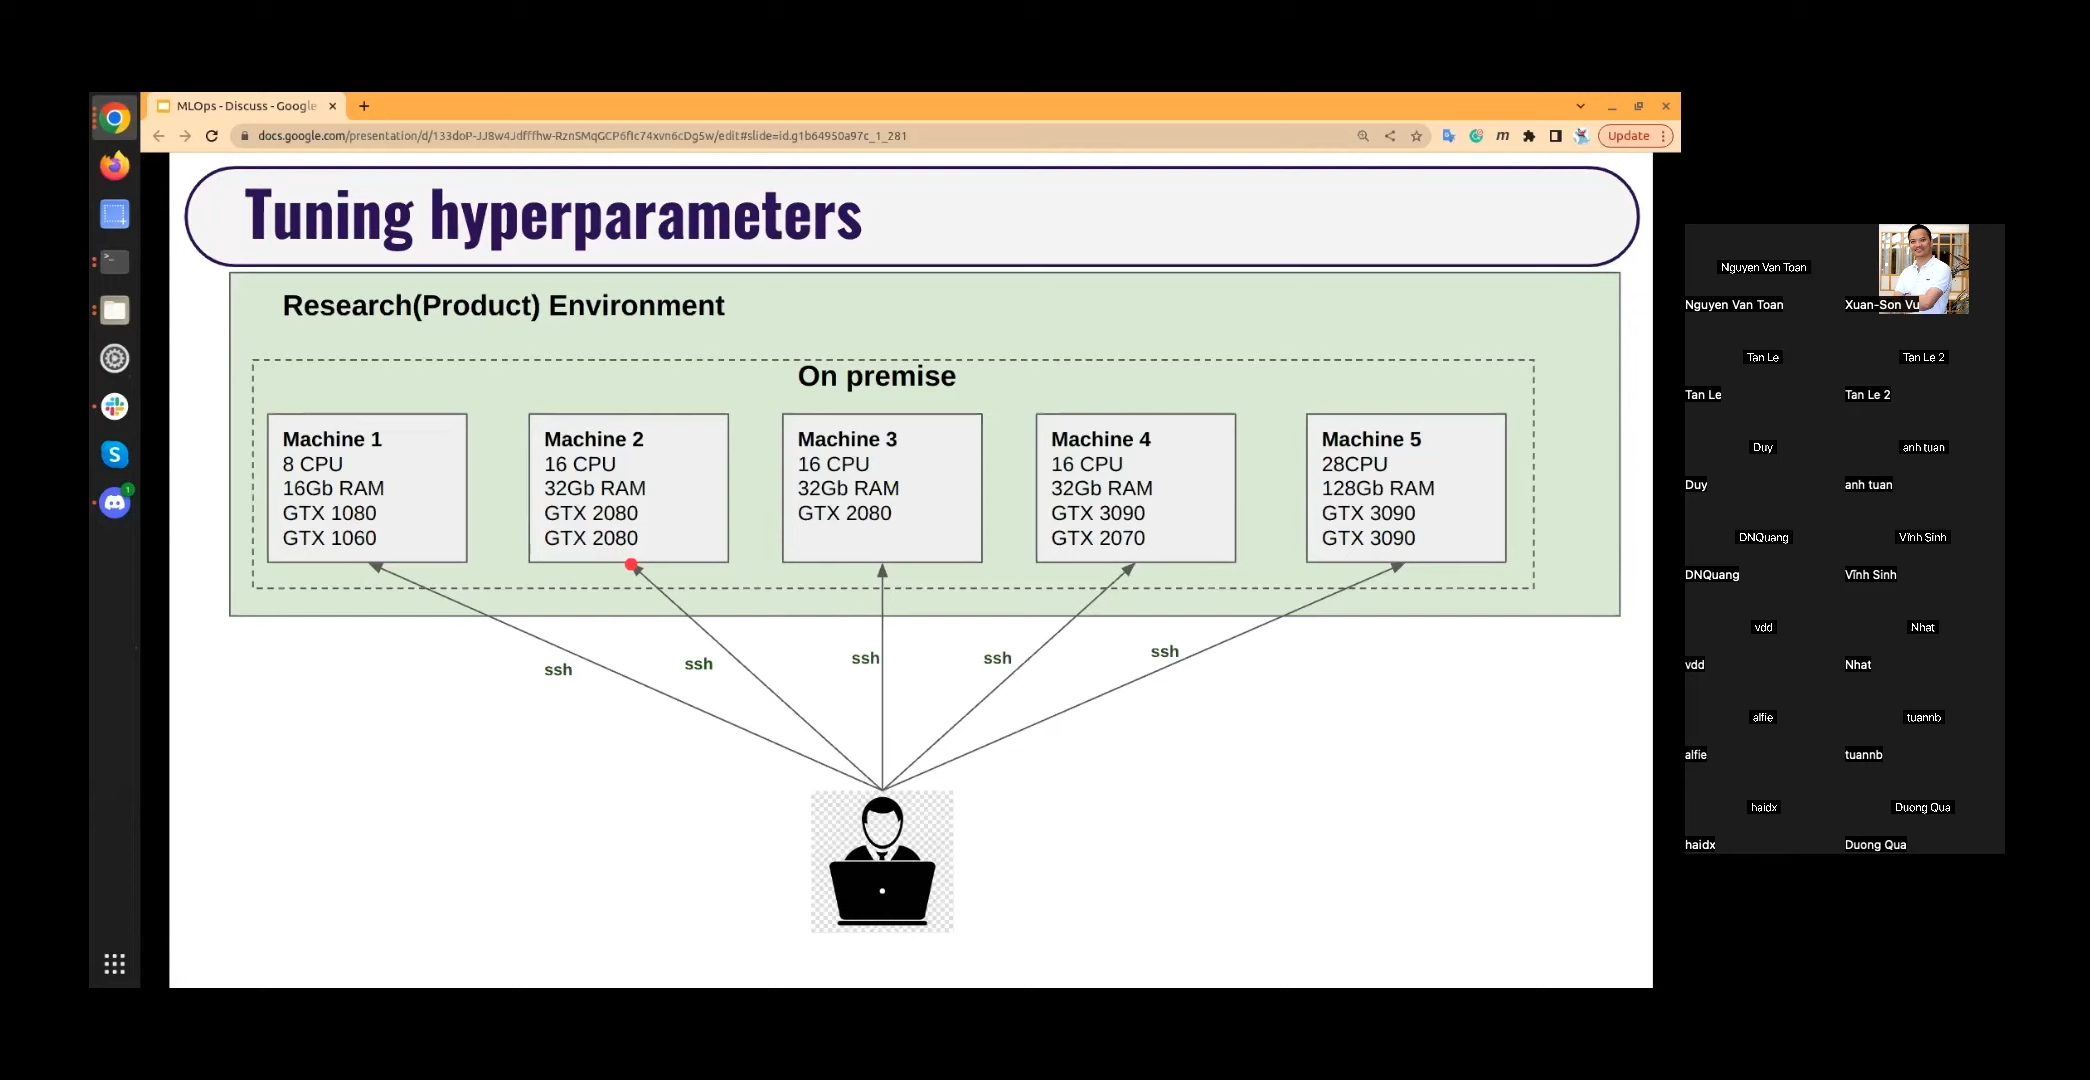 MLOps - Discuss - Google
docs.google.com/presentation/d/133doP-JJ8w4Jdfffhw-RznSMqGCP6fIc74xvn6cDg5w/edit#slide=id.g1b64950a97c_1_281
Update
Tuning hyperparameters
Research(Product) Environment
On premise
Machine 1
8 CPU
16Gb RAM
GTX 1080
GTX 1060
Machine 2
16 CPU
32Gb RAM
GTX 2080
GTX 2080
Machine 3
16 CPU
32Gb RAM
GTX 2080
Machine 4
16 CPU
32Gb RAM
GTX 3090
GTX 2070
Machine 5
28CPU
128Gb RAM
GTX 3090
GTX 3090
ssh
ssh
ssh
ssh
ssh
Nguyen Van Toan
Nguyen Van Toan
Xuan-Son Vu
Tan Le
Tan Le 2
Tan Le
Tan Le 2
Duy
anh tuan
Duy
anh tuan
DNQuang
Vĩnh Sinh
DNQuang
Vĩnh Sinh
vdd
Nhat
vdd
Nhat
alfie
tuannb
alfie
tuannb
haidx
Duong Qua
haidx
Duong Qua